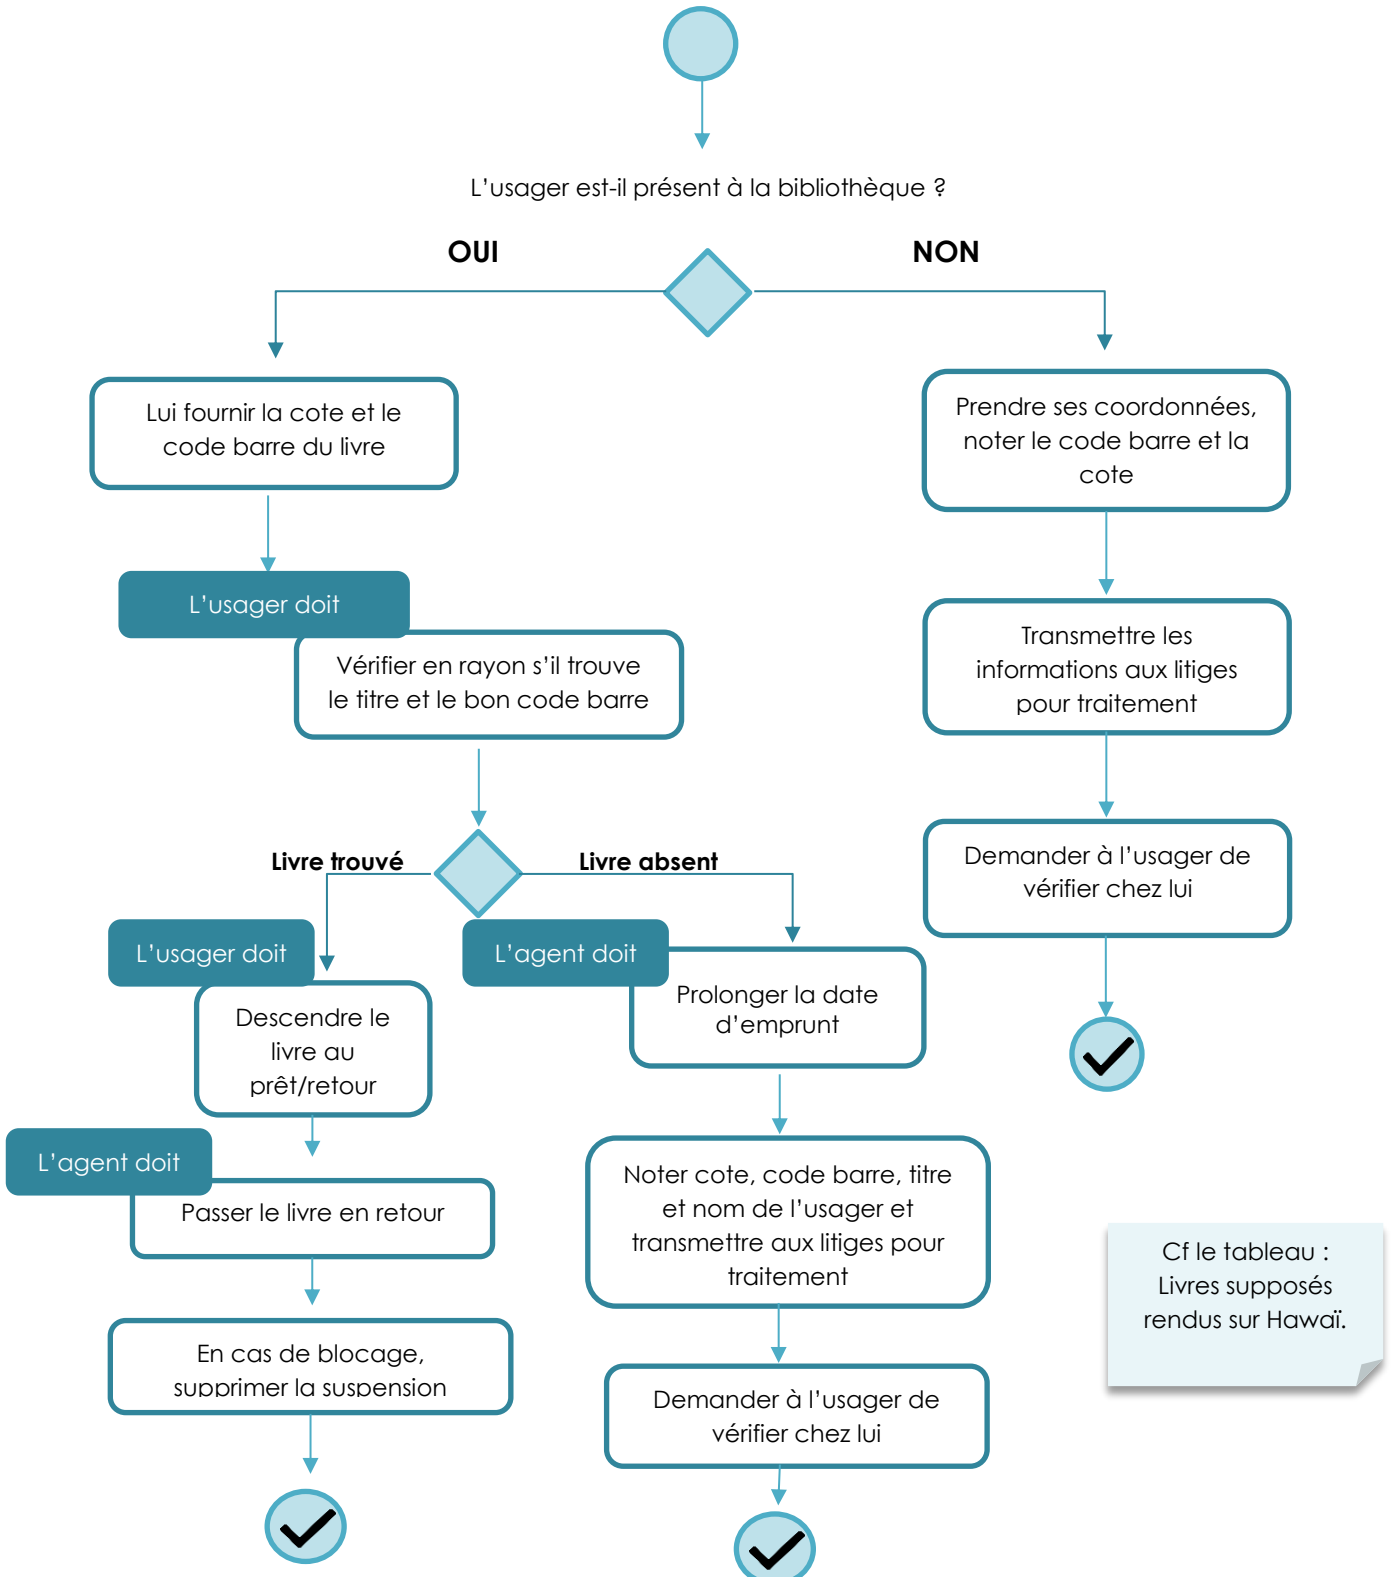 L'usager est-il présent à la bibliothèque ?
OUI
NON
Lui fournir la cote et le
code barre du livre
L'usager doit
Vérifier en rayon s'il trouve
le titre et le bon code barre
Livre trouvé
Livre absent
L'usager doit
Descendre le
livre au
prêt/retour
L'agent doit
Passer le livre en retour
En cas de blocage,
supprimer la suspension
L'agent doit
Prolonger la date
d'emprunt
Noter cote, code barre, titre
et nom de l'usager et
transmettre aux litiges pour
traitement
Demander à l'usager de
vérifier chez lui
Prendre ses coordonnées,
noter le code barre et la
cote
Transmettre les
informations aux litiges
pour traitement
Demander à l'usager de
vérifier chez lui
Cf le tableau :
Livres supposés
rendus sur Hawaï.